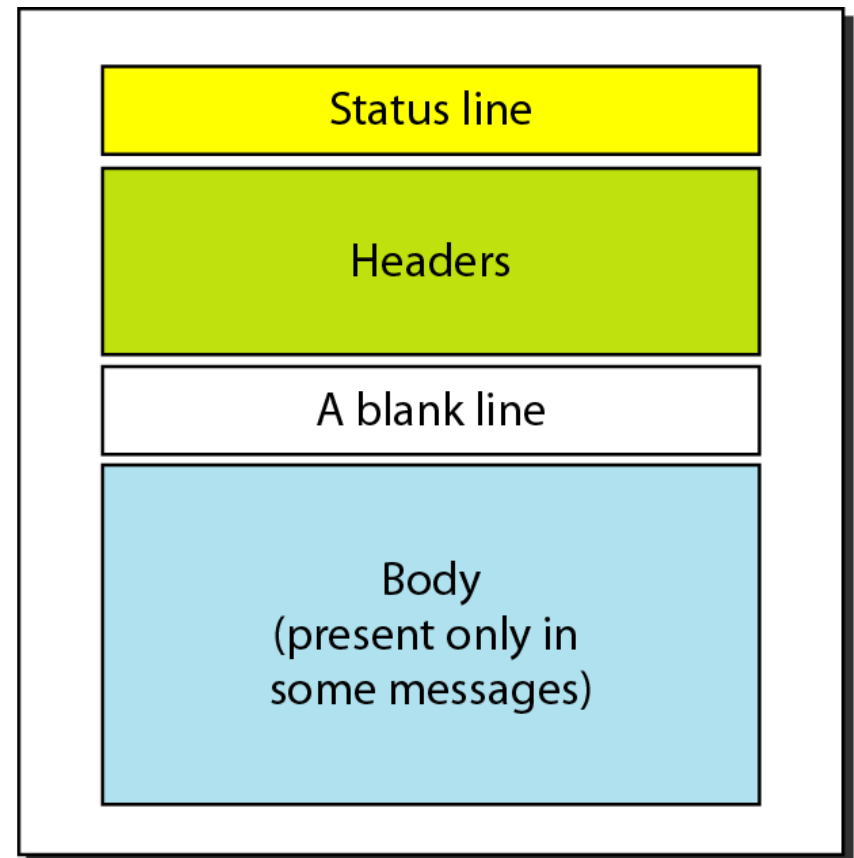 Status line
Headers
A blank line
Body
(present only in
some messages)